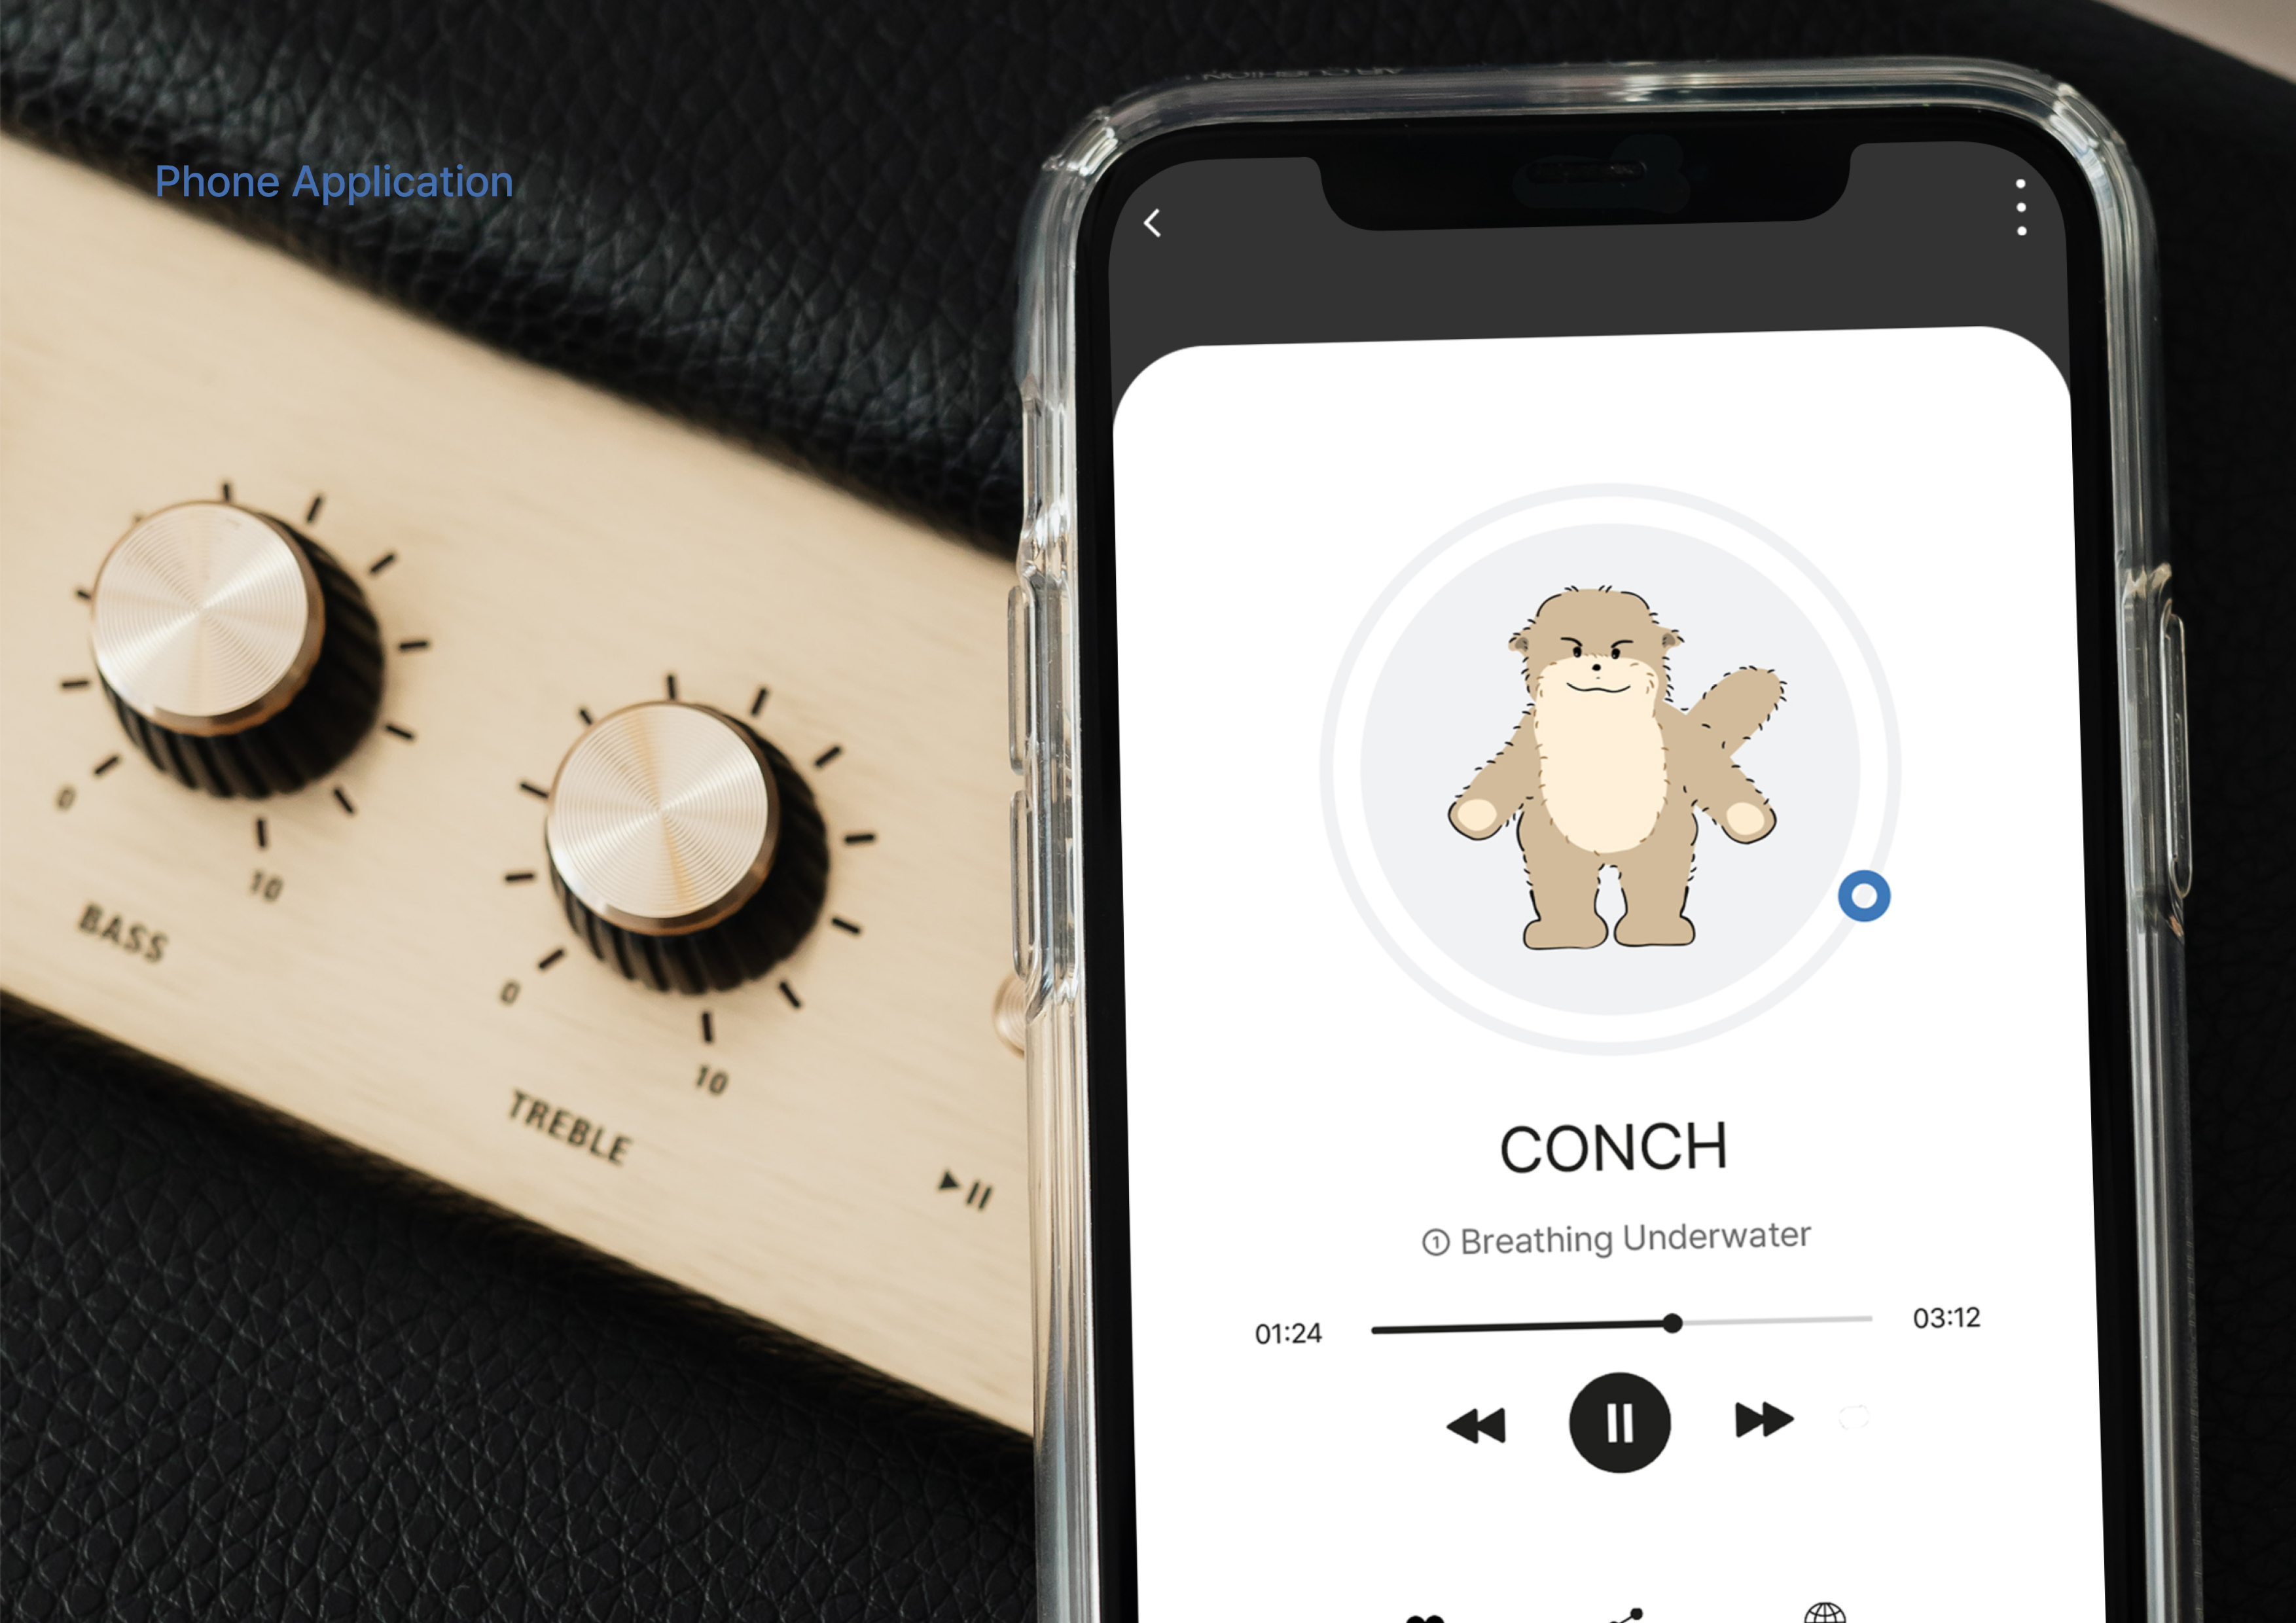 Phone Application
0
10
BASS
0
10
TREBLE
CONCH
① Breathing Underwater
01:24
03:12